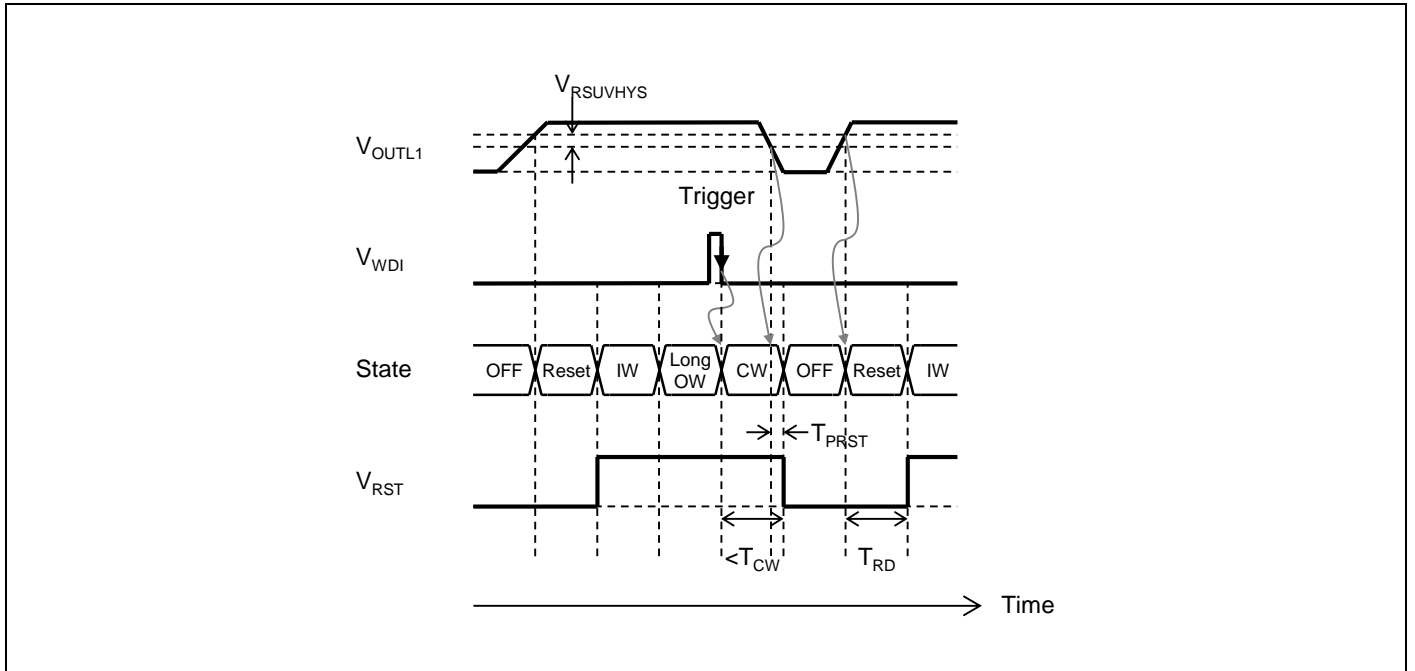 VRSUVHYS
VOUTL1
Trigger
VWDI
State
OFF Reset IW Long OW CW OFF Reset IW
TPRST
VRST
<TCW TRD
Time